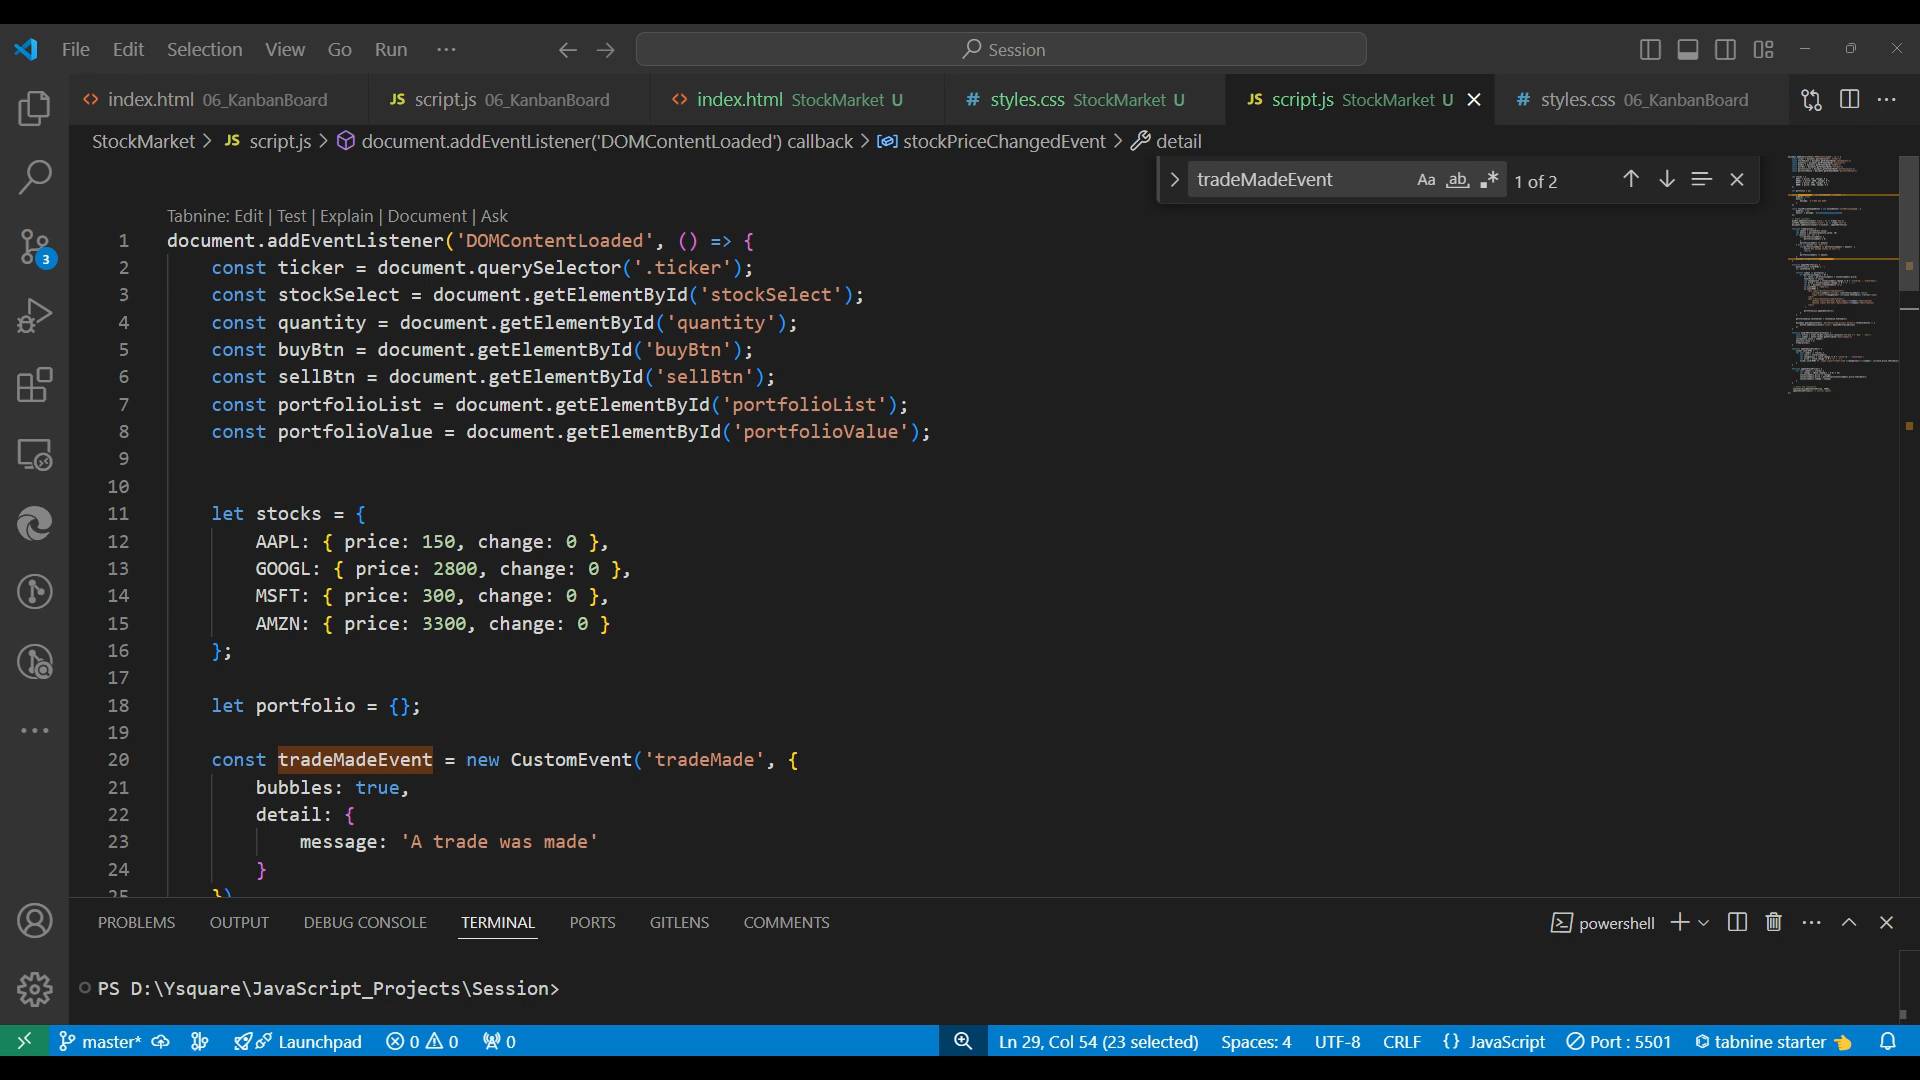 File Edit Selection View Go Run ··· Session
index.html 06_KanbanBoard JS script.js 06_KanbanBoard index.html StockMarket U # styles.css StockMarket U JS script.js StockMarket U # styles.css 06_KanbanBoard
StockMarket > JS script.js > document.addEventListener('DOMContentLoaded') callback > stockPriceChangedEvent > detail
tradeMadeEvent Aa ab 1 of 2
Tabnine: Edit | Test | Explain | Document | Ask
1 document.addEventListener('DOMContentLoaded', () => {
2 const ticker = document.querySelector('.ticker');
3 const stockSelect = document.getElementById('stockSelect');
4 const quantity = document.getElementById('quantity');
5 const buyBtn = document.getElementById('buyBtn');
6 const sellBtn = document.getElementById('sellBtn');
7 const portfolioList = document.getElementById('portfolioList');
8 const portfolioValue = document.getElementById('portfolioValue');
9
10
11 let stocks = {
12 AAPL: { price: 150, change: 0 },
13 GOOGL: { price: 2800, change: 0 },
14 MSFT: { price: 300, change: 0 },
15 AMZN: { price: 3300, change: 0 }
16 };
17
18 let portfolio = {};
19
20 const tradeMadeEvent = new CustomEvent('tradeMade', {
21 bubbles: true,
22 detail: {
23 message: 'A trade was made'
24 }
25 })
3
PROBLEMS OUTPUT DEBUG CONSOLE TERMINAL PORTS GITLENS COMMENTS powershell
PS D:\Ysquare\JavaScript_Projects\Session>
master* Launchpad 0 0 0 Ln 29, Col 54 (23 selected) Spaces: 4 UTF-8 CRLF {} JavaScript Port : 5501 tabnine starter